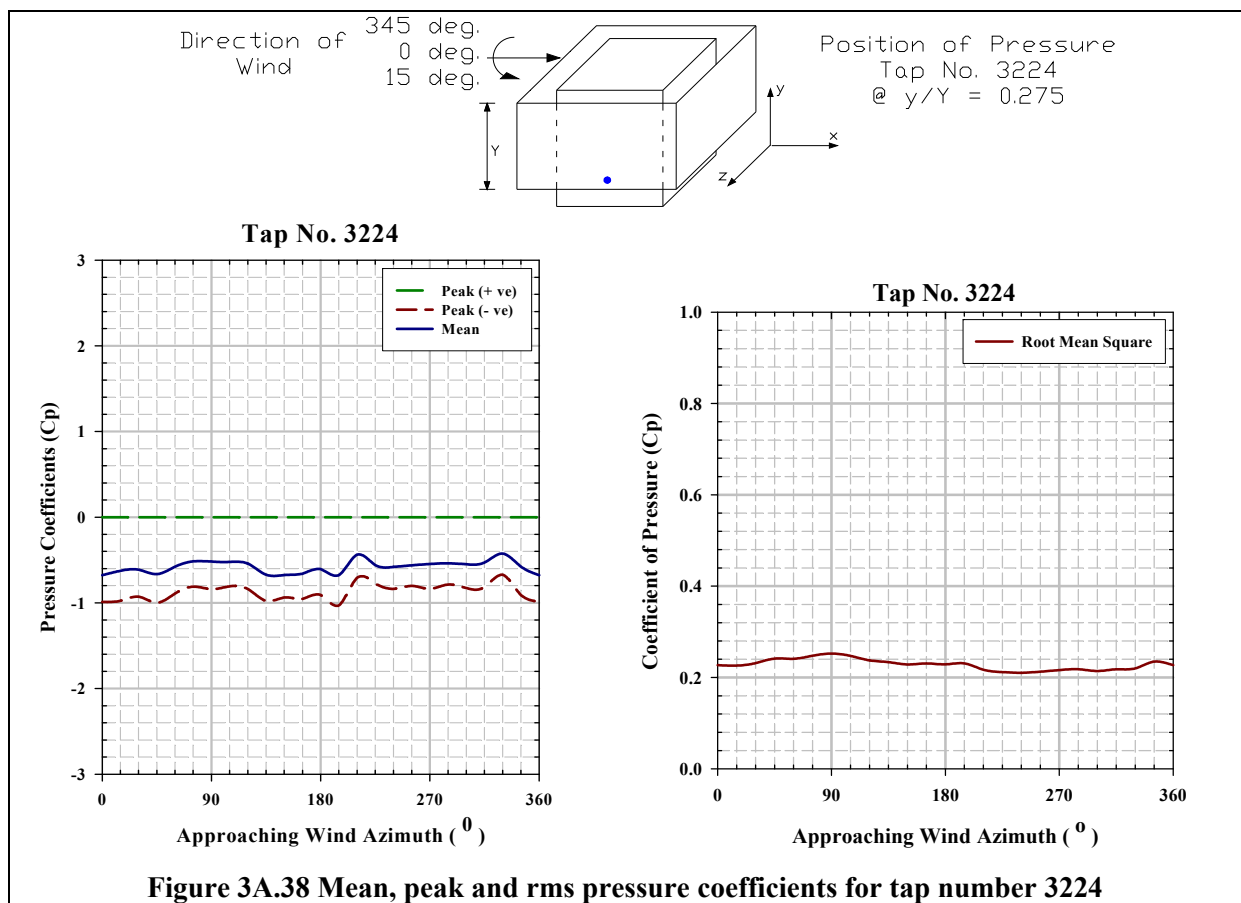 Direction of
Wind
345 deg.
0 deg.
15 deg.
Position of Pressure
Tap No. 3224
@ y/Y = 0.275
Y
y
x
z
Tap No. 3224
Peak (+ ve)
Peak (- ve)
Mean
3
2
1
0
-1
-2
-3
Pressure Coefficients (Cp)
0
90
180
270
360
Approaching Wind Azimuth ( 0 )
Tap No. 3224
Root Mean Square
1.0
0.8
0.6
0.4
0.2
0.0
Coefficient of Pressure (Cp)
0
90
180
270
360
Approaching Wind Azimuth ( o )
Figure 3A.38 Mean, peak and rms pressure coefficients for tap number 3224